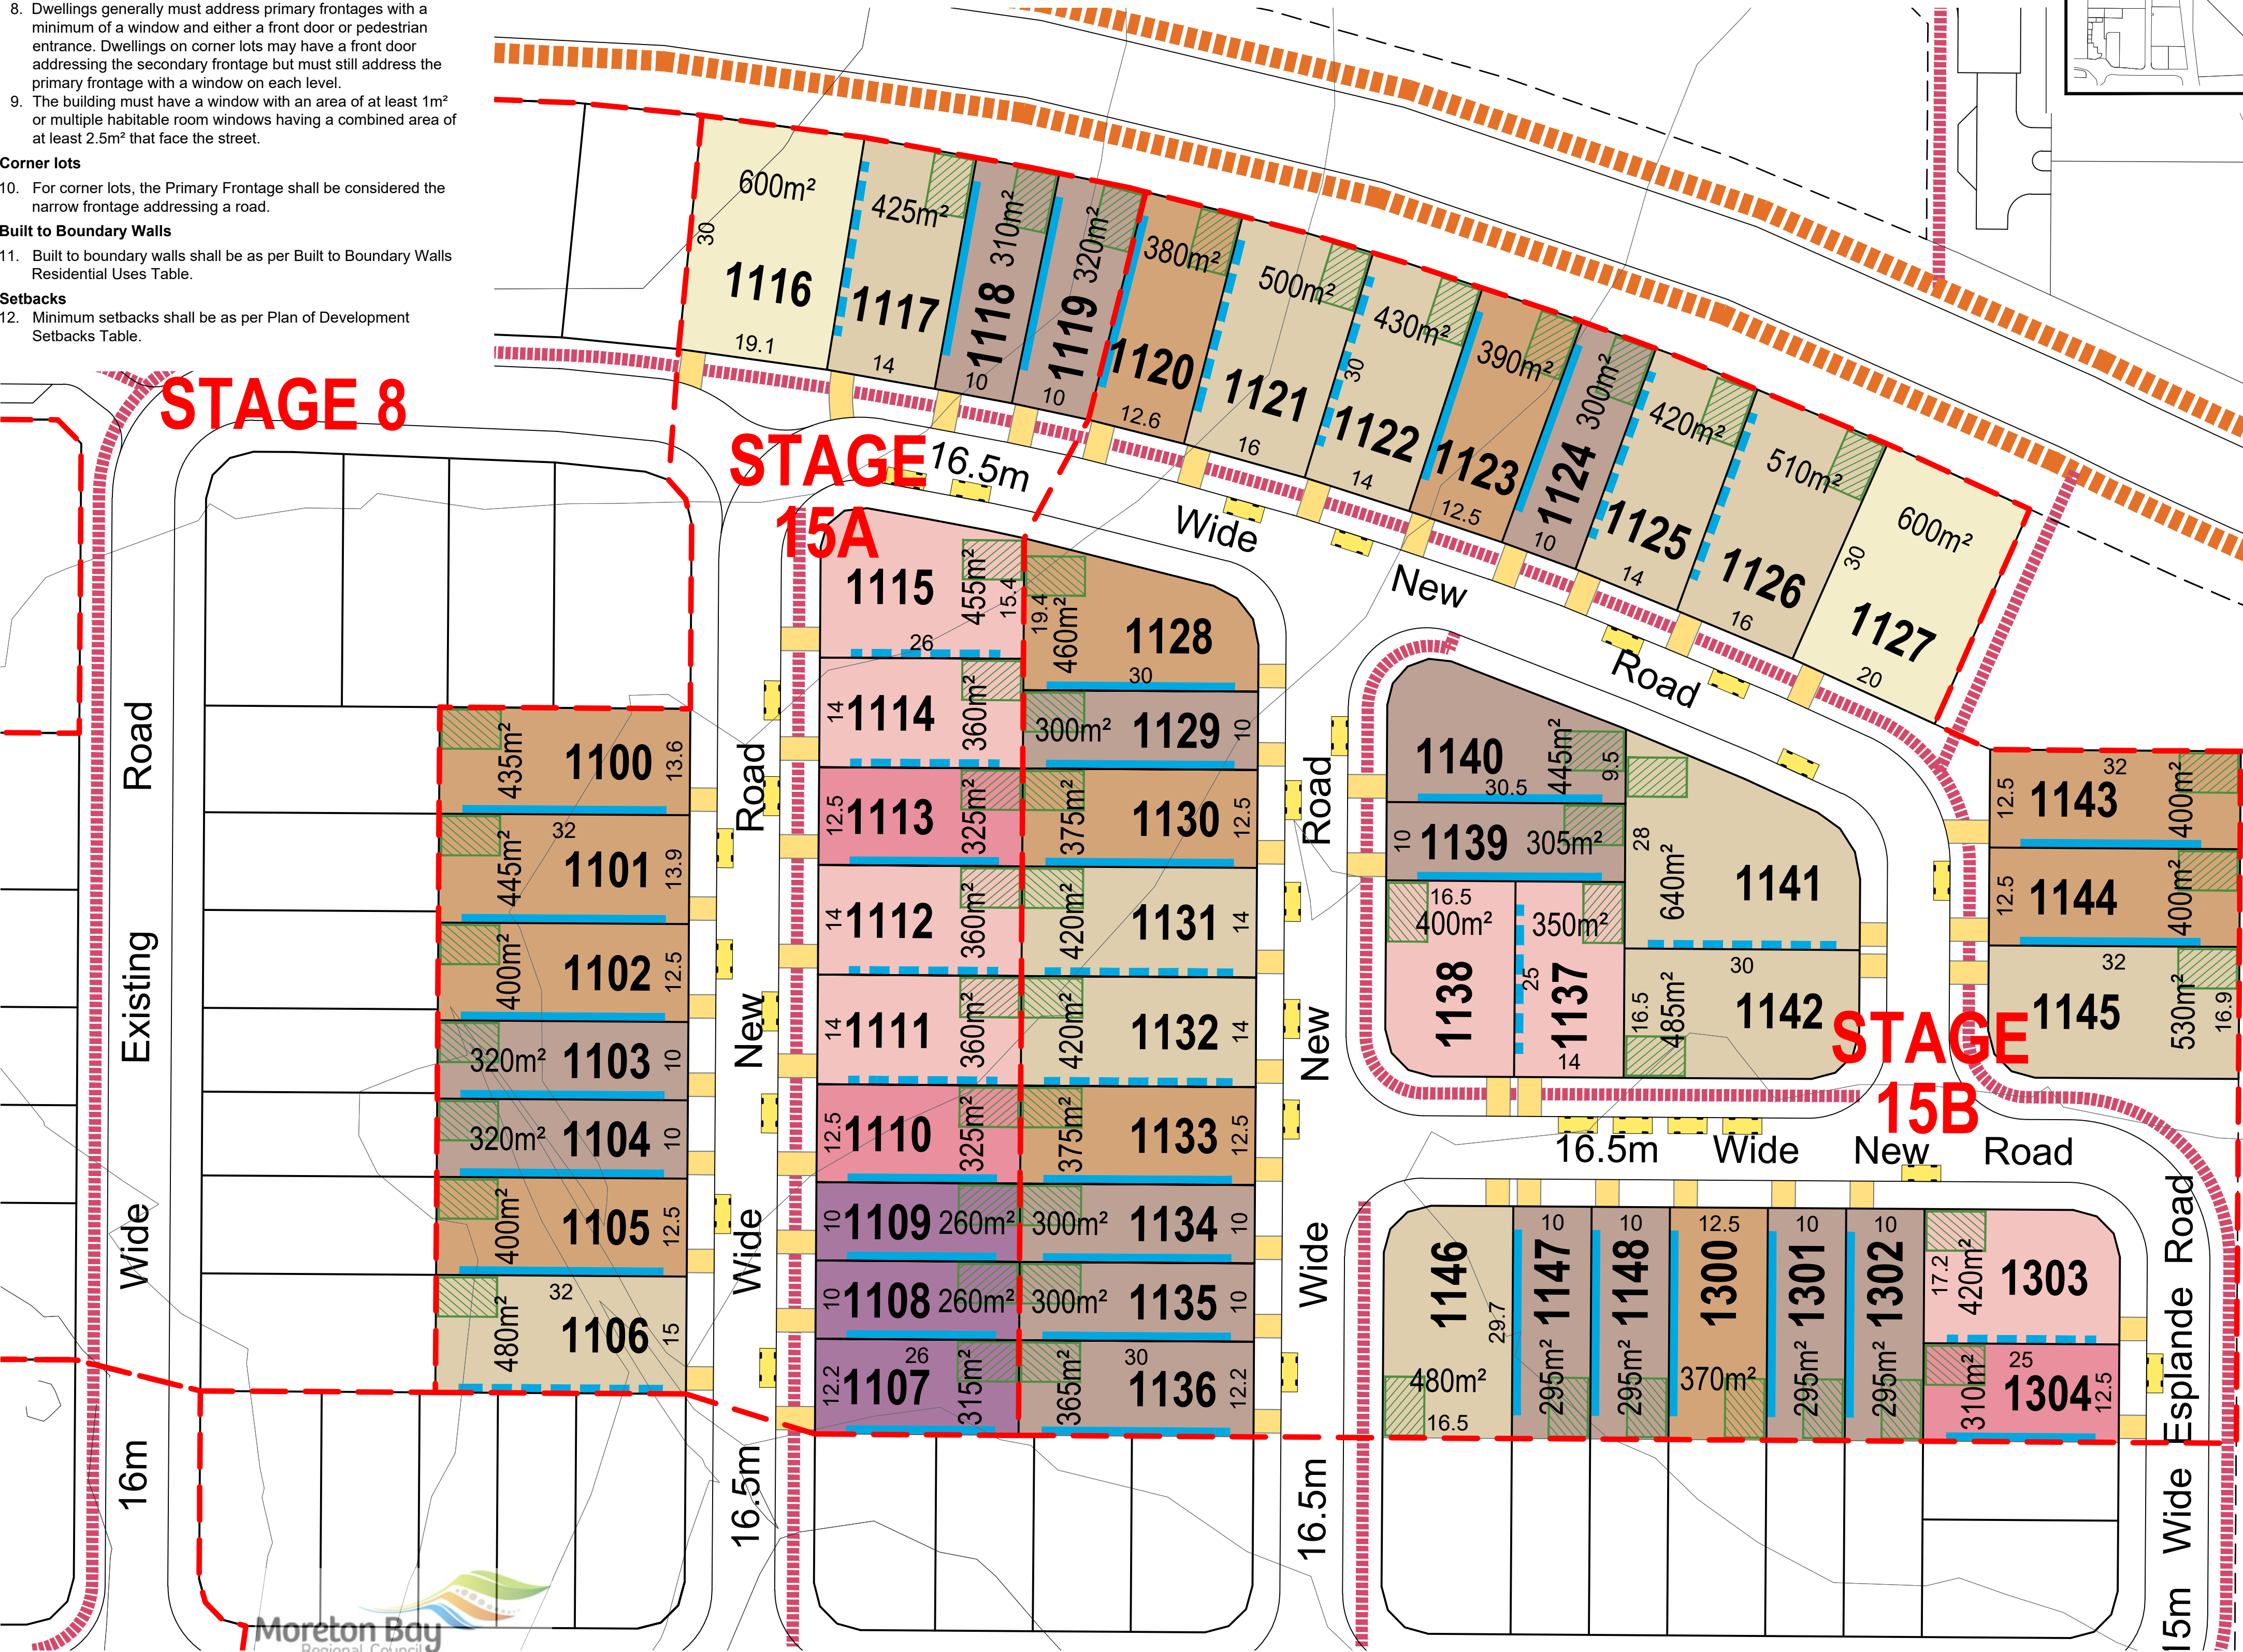 8. Dwellings generally must address primary frontages with a
minimum of a window and either a front door or pedestrian
entrance. Dwellings on corner lots may have a front door
addressing the secondary frontage but must still address the
primary frontage with a window on each level.
9. The building must have a window with an area of at least 1m²
or multiple habitable room windows having a combined area of
at least 2.5m² that face the street.
Corner lots
10. For corner lots, the Primary Frontage shall be considered the
narrow frontage addressing a road.
Built to Boundary Walls
11. Built to boundary walls shall be as per Built to Boundary Walls
Residential Uses Table.
Setbacks
12. Minimum setbacks shall be as per Plan of Development
Setbacks Table.
STAGE 8
STAGE
15A
STAGE
15B
600m²
30
1116
19.1
425m²
1117
14
310m²
1118
10
320m²
1119
10
380m²
1120
12.6
500m²
1121
16
430m²
30
1122
14
390m²
1123
12.5
300m²
1124
10
420m²
1125
14
510m²
1126
16
600m²
30
1127
20
16.5m Wide New Road
435m² 1100 13.6
32
445m² 1101 13.9
400m² 1102 12.5
320m² 1103 10
320m² 1104 10
400m² 1105 12.5
32
480m² 1106 15
1115 455m² 15.4
26
14 1114 360m²
12.5 1113 325m²
14 1112 360m²
14 1111 360m²
12.5 1110 325m²
10 1109 260m²
10 1108 260m²
26
12.2 1107 315m²
19.4 460m² 1128
30
300m² 1129 10
375m² 1130 12.5
420m² 1131 14
420m² 1132 14
375m² 1133 12.5
300m² 1134 10
300m² 1135 10
30
365m² 1136 12.2
1140 445m² 9.5
30.5
10 1139 305m²
16.5
400m²
1138
350m²
25
1137
14
28 640m² 1141
30
16.5 485m² 1142
32
12.5 1143 400m²
12.5 1144 400m²
32
1145 530m² 16.9
16.5m Wide New Road
1146
29.7
480m²
16.5
10
1147
295m²
10
1148
295m²
12.5
1300
370m²
10
1301
295m²
10
1302
295m²
17.2 420m² 1303
25
310m² 1304 12.5
16m Wide Existing Road
16.5m Wide New Road
16.5m Wide New Road
15m Wide Esplande Road
Moreton Bay
Regional Council